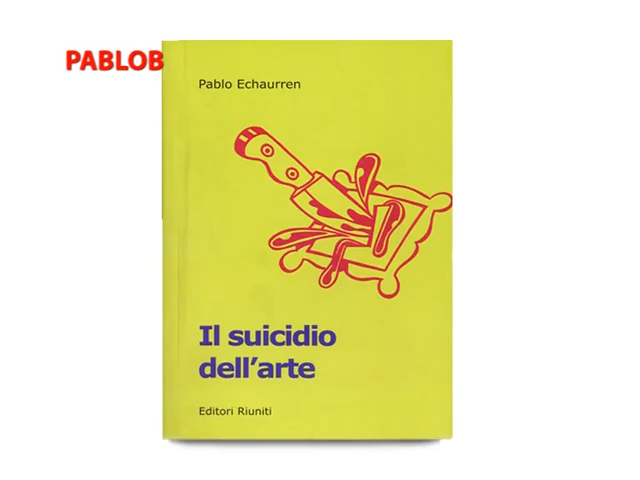 PABLOB
Pablo Echaurren
Il suicidio
dell'arte
Editori Riuniti